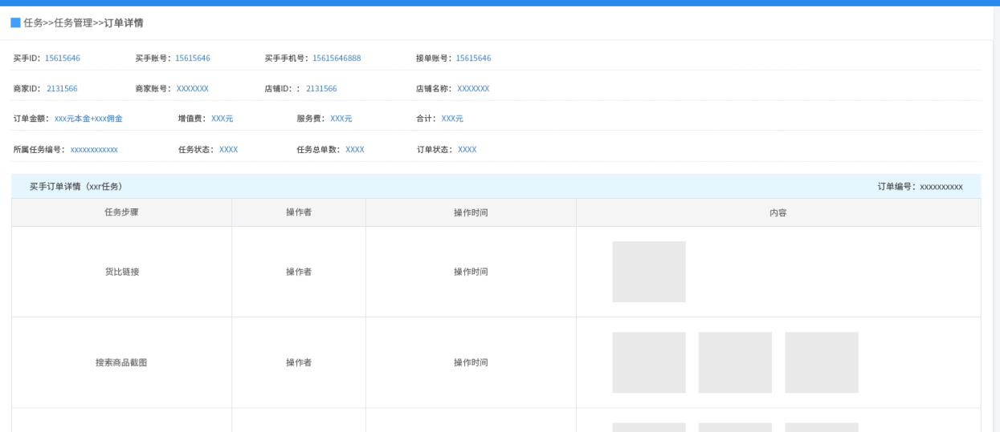 任务>>任务管理>>订单详情
买手ID：15615646 买手账号：15615646 买手手机号：15615646888 接单账号：15615646
商家ID： 2131566 商家账号： XXXXXXX 店铺ID：： 2131566 店铺名称： XXXXXXX
订单金额： xxx元本金+xxx佣金 增值费： XXX元 服务费： XXX元 合计： XXX元
所属任务编号： xxxxxxxxxxxx 任务状态： XXXX 任务总单数： XXXX 订单状态： XXXX
买手订单详情（xxr任务） 订单编号：xxxxxxxxxx
任务步骤 操作者 操作时间 内容
货比链接 操作者 操作时间
搜索商品截图 操作者 操作时间